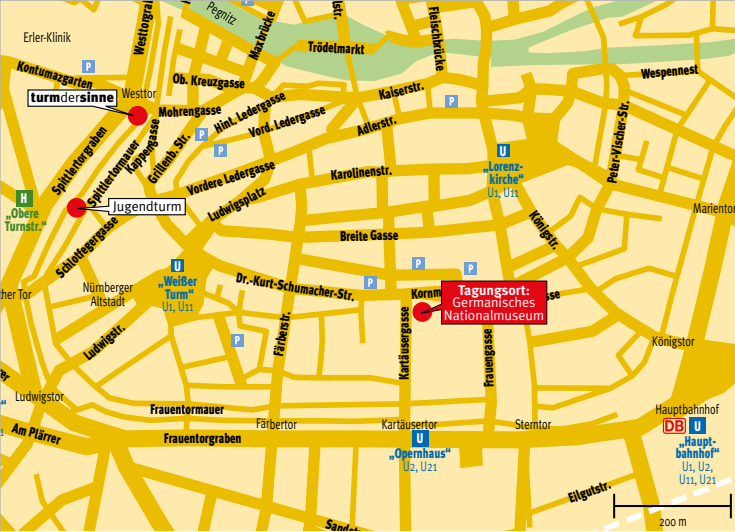 Pegnitz
Erler-Klinik
Maxbrücke
Fleischbrücke
Trödelmarkt
P
Kontumazgarten
Ob. Kreuzgasse
Wespennest
Westtor
Kaiserstr.
turmdersinne
Mohrengasse
Hint. Ledergasse
P
Vord. Ledergasse
Adlerstr.
P
P
Spittlertorgraben
Spittlertormauer
Kappengasse
Grillenb. Str.
Peter-Vischer-Str.
U
„Lorenz-
kirche“
U1, U11
Karolinenstr.
Vordere Ledergasse
H
„Obere
Turnstr.“
Jugendturm
Ludwigsplatz
Königstr.
Schlotfegergasse
Breite Gasse
U
„Weißer
Turm“
U1, U11
P
P
P
Nürnberger
Altstadt
Dr.-Kurt-Schumacher-Str.
Tagungsort:
Germanisches
Nationalmuseum
Färberstr.
Kartäusergasse
Frauengasse
P
Ludwigstr.
Königstor
Ludwigstor
Frauentormauer
Hauptbahnhof
DB U
„Haupt-
bahnhof“
U1, U2,
U11, U21
Färbertor
Kartäusertor
Sterntor
Am Plärrer
Frauentorgraben
U
„Opernhaus“
U2, U21
Eilgutstr.
200 m